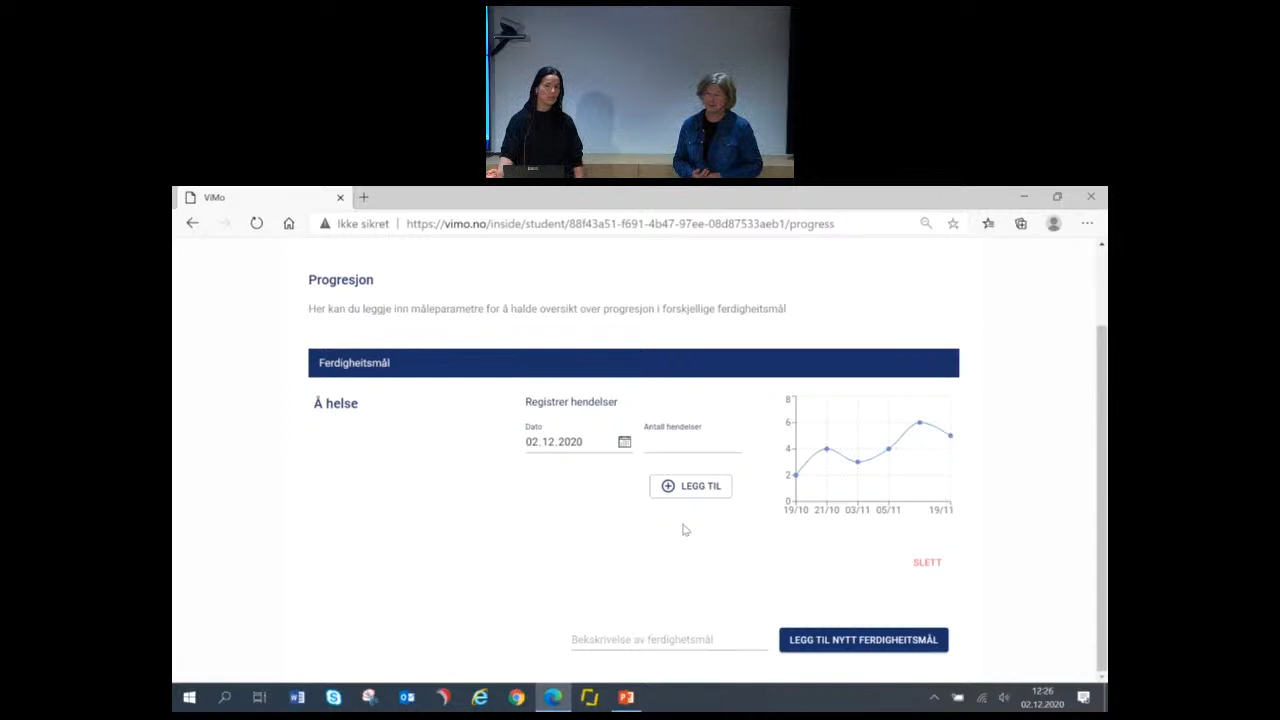 ViMo
Ikke sikret | https://vimo.no/inside/student/88f43a51-f691-4b47-97ee-08d87533aeb1/progress
Progresjon
Her kan du leggje inn måleparametre for å halde oversikt over progresjon i forskjellige ferdigheitsmål
Ferdigheitsmål
Å helse
Registrer hendelser
Dato
Antall hendelser
02.12.2020
LEGG TIL
8
6
4
2
0
19/10 21/10 03/11 05/11 19/11
SLETT
Bekskrivelse av ferdighetsmål
LEGG TIL NYTT FERDIGHEITSMÅL
12:26
02.12.2020